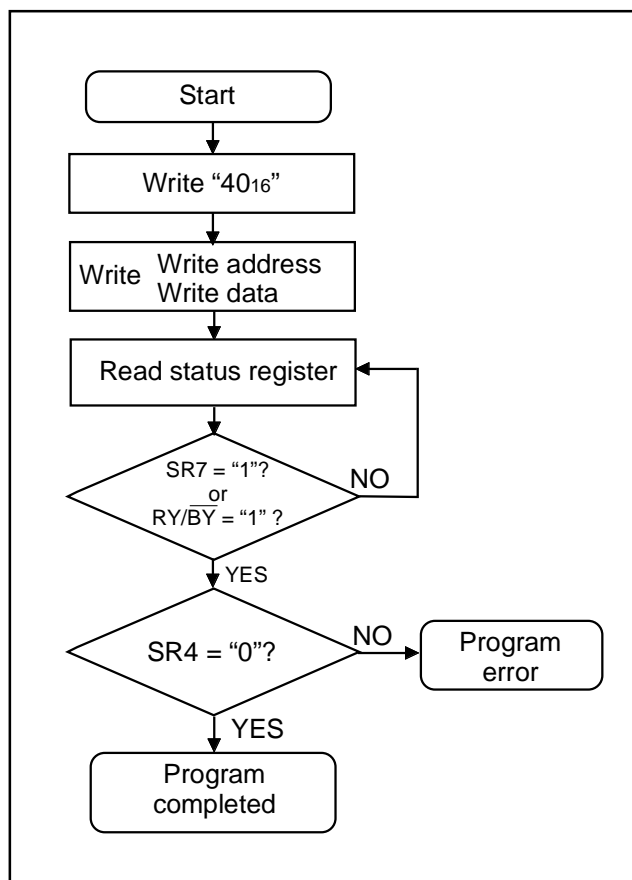 Start
Write “40₁₆”
Write Write address
Write data
Read status register
SR7 = “1”?
or
RY/B̅Y̅ = “1” ?
NO
YES
SR4 = “0”?
NO
Program
error
YES
Program
completed